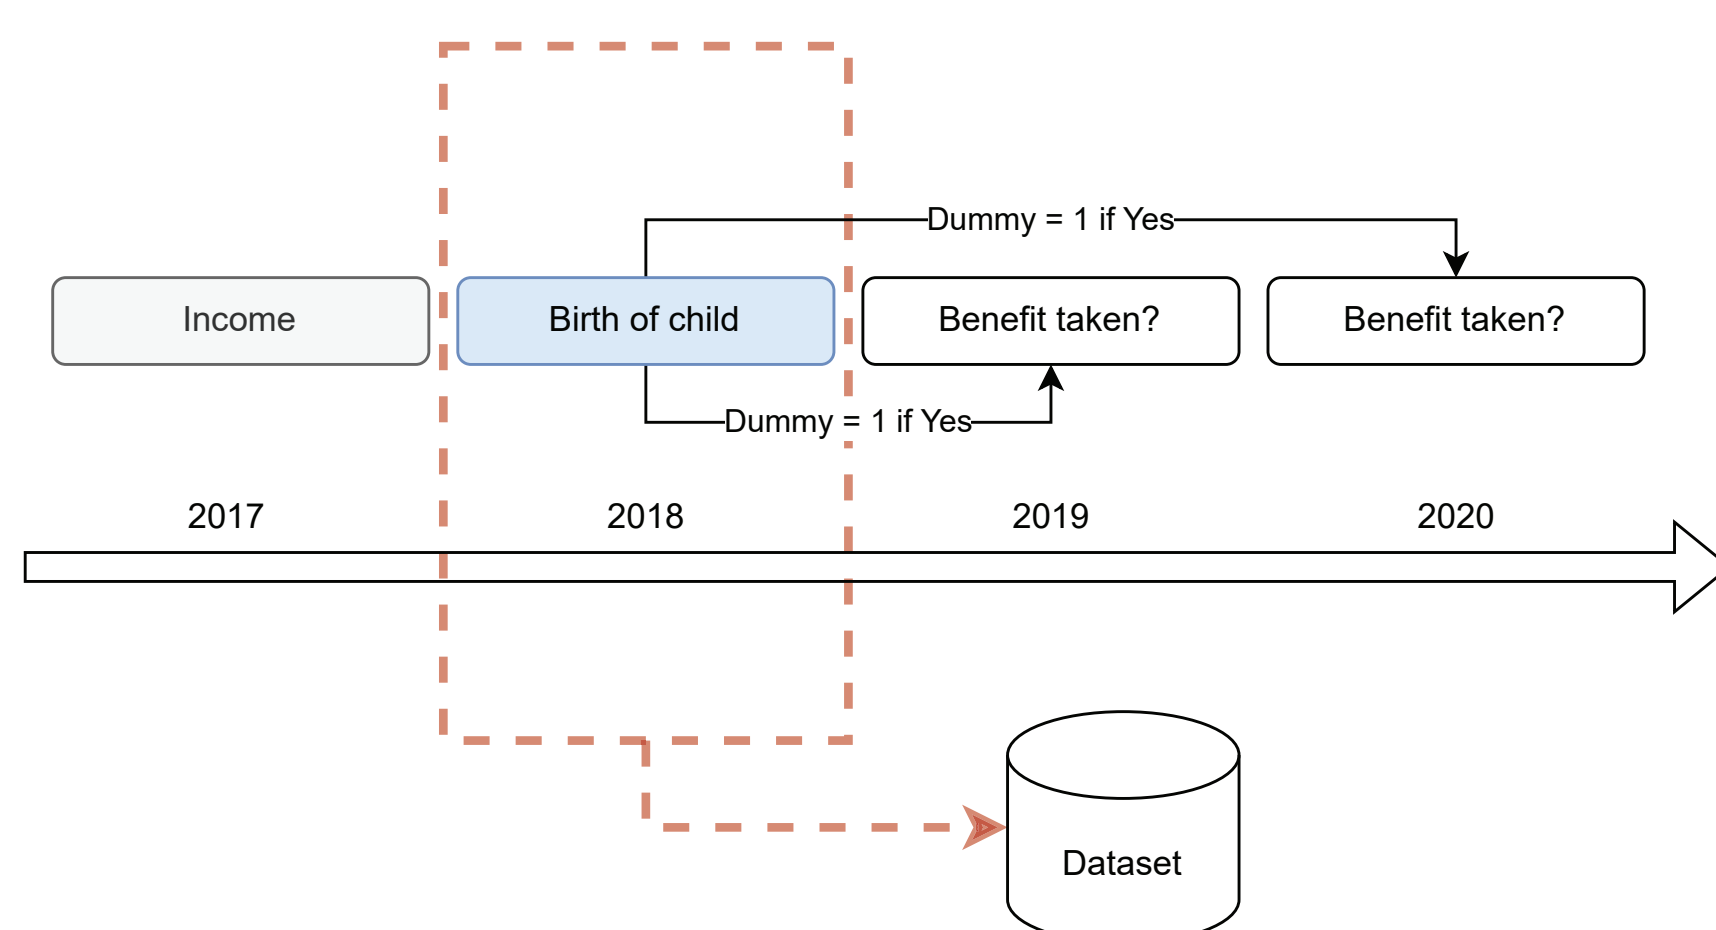 Dummy = 1 if Yes
Income
Birth of child
Benefit taken?
Benefit taken?
Dummy = 1 if Yes
2017
2018
2019
2020
Dataset